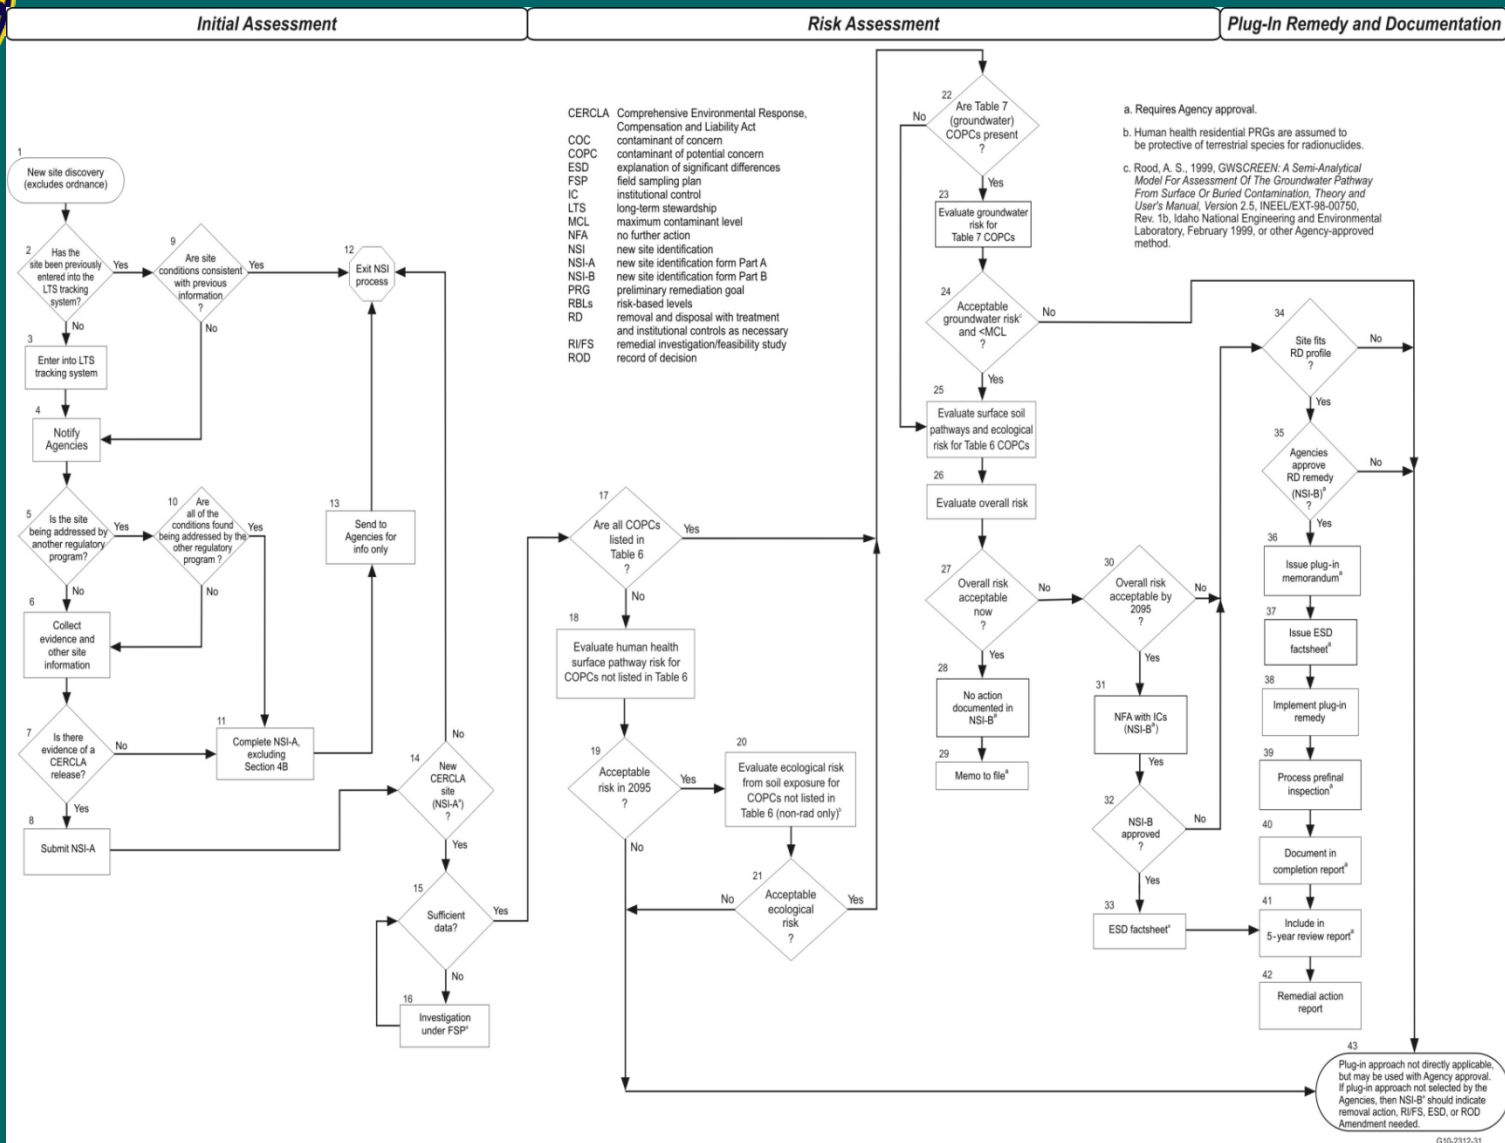 Initial Assessment
Risk Assessment
Plug-In Remedy and Documentation
1
New site discovery
(excludes ordnance)
2
Has the
site been previously
entered into the
LTS tracking
system?
Yes
No
9
Are site
conditions consistent
with previous
information
?
Yes
No
12
Exit NSI
process
3
Enter into LTS
tracking system
4
Notify
Agencies
5
Is the site
being addressed by
another regulatory
program?
Yes
No
10
Are
all of the
conditions found
being addressed by the
other regulatory
program ?
Yes
No
13
Send to
Agencies for
info only
6
Collect
evidence and
other site
information
7
Is there
evidence of a
CERCLA
release?
No
Yes
11
Complete NSI-A,
excluding
Section 4B
8
Submit NSI-A
No
14
New
CERCLA
site
(NSI-Aª)
?
Yes
15
Sufficient
data?
Yes
No
16
Investigation
under FSPª
CERCLA Comprehensive Environmental Response,
Compensation and Liability Act
COC contaminant of concern
COPC contaminant of potential concern
ESD explanation of significant differences
FSP field sampling plan
IC institutional control
LTS long-term stewardship
MCL maximum contaminant level
NFA no further action
NSI new site identification
NSI-A new site identification form Part A
NSI-B new site identification form Part B
PRG preliminary remediation goal
RBLs risk-based levels
RD removal and disposal with treatment
and institutional controls as necessary
RI/FS remedial investigation/feasibility study
ROD record of decision
17
Are all COPCs
listed in
Table 6
?
Yes
No
18
Evaluate human health
surface pathway risk for
COPCs not listed in Table 6
19
Acceptable
risk in 2095
?
Yes
No
20
Evaluate ecological risk
from soil exposure for
COPCs not listed in
Table 6 (non-rad only)ᵇ
21
Acceptable
ecological
risk
?
No
Yes
22
Are Table 7
(groundwater)
COPCs present
?
No
Yes
23
Evaluate groundwater
risk for
Table 7 COPCs
24
Acceptable
groundwater riskᶜ
and <MCL
?
No
Yes
25
Evaluate surface soil
pathways and ecological
risk for Table 6 COPCs
26
Evaluate overall risk
27
Overall risk
acceptable
now
?
No
Yes
28
No action
documented in
NSI-Bª
29
Memo to fileª
30
Overall risk
acceptable by
2095
?
No
Yes
31
NFA with ICs
(NSI-Bª)
Yes
32
NSI-B
approved
?
No
Yes
33
ESD factsheetª
a. Requires Agency approval.
b. Human health residential PRGs are assumed to
be protective of terrestrial species for radionuclides.
c. Rood, A. S., 1999, GWSCREEN: A Semi-Analytical
Model For Assessment Of The Groundwater Pathway
From Surface Or Buried Contamination, Theory and
User's Manual, Version 2.5, INEEL/EXT-98-00750,
Rev. 1b, Idaho National Engineering and Environmental
Laboratory, February 1999, or other Agency-approved
method.
34
Site fits
RD profile
?
No
Yes
35
Agencies
approve
RD remedy
(NSI-B)ª
?
No
Yes
36
Issue plug-in
memorandumª
37
Issue ESD
factsheetª
38
Implement plug-in
remedy
39
Process prefinal
inspectionª
40
Document in
completion reportª
41
Include in
5-year review reportª
42
Remedial action
report
43
Plug-in approach not directly applicable,
but may be used with Agency approval.
If plug-in approach not selected by the
Agencies, then NSI-Bª should indicate
removal action, RI/FS, ESD, or ROD
Amendment needed.
G10-2312-31